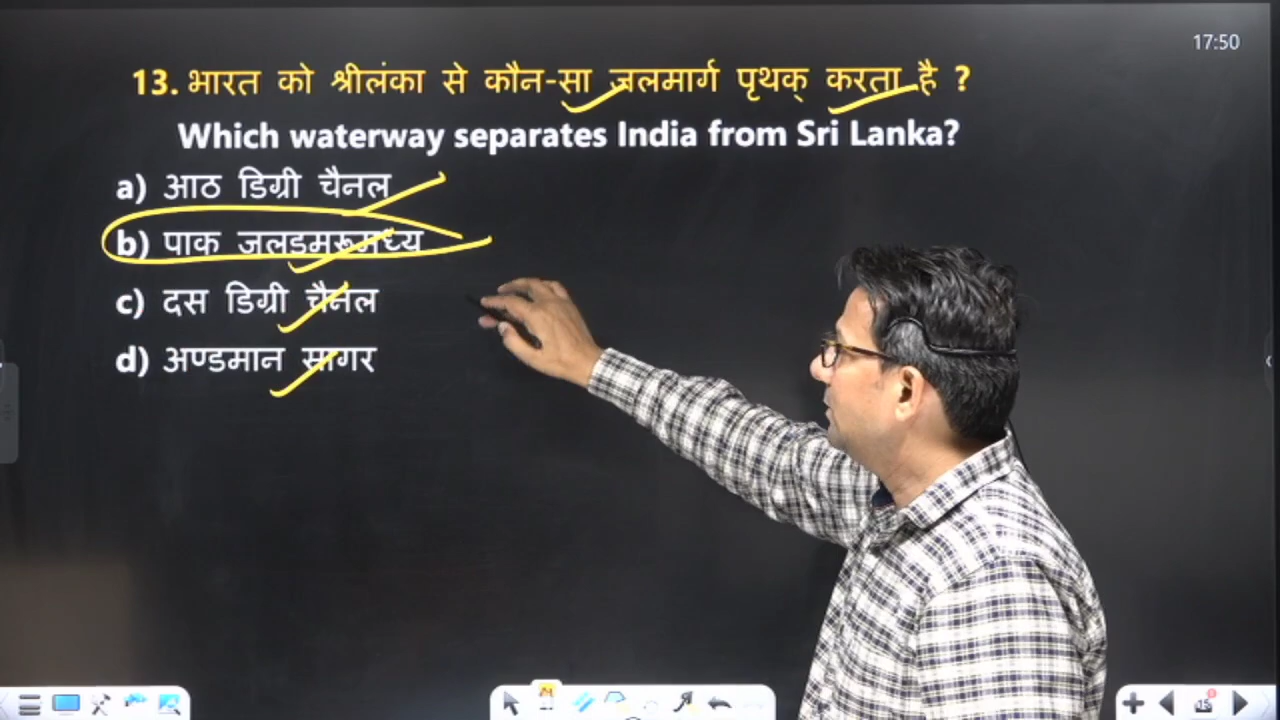 17:50
13. भारत को श्रीलंका से कौन-सा जलमार्ग पृथक् करता है ?
Which waterway separates India from Sri Lanka?
a) आठ डिग्री चैनल
b) पाक जलडमरूमध्य
c) दस डिग्री चैनल
d) अण्डमान सागर